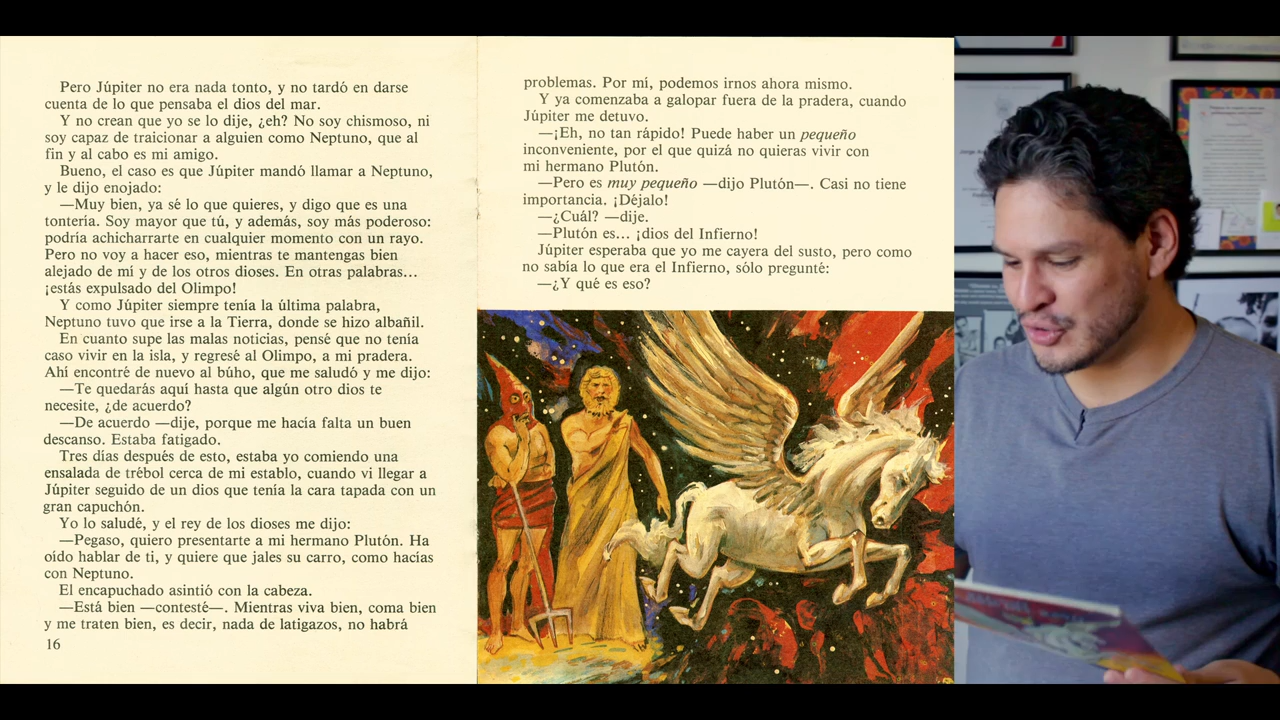 Pero Júpiter no era nada tonto, y no tardó en darse
cuenta de lo que pensaba el dios del mar.
Y no crean que yo se lo dije, ¿eh? No soy chismoso, ni
soy capaz de traicionar a alguien como Neptuno, que al
fin y al cabo es mi amigo.
Bueno, el caso es que Júpiter mandó llamar a Neptuno,
y le dijo enojado:
—Muy bien, ya sé lo que quieres, y digo que es una
tontería. Soy mayor que tú, y además, soy más poderoso:
podría achicharrarte en cualquier momento con un rayo.
Pero no voy a hacer eso, mientras te mantengas bien
alejado de mí y de los otros dioses. En otras palabras...
¡estás expulsado del Olimpo!
Y como Júpiter siempre tenía la última palabra,
Neptuno tuvo que irse a la Tierra, donde se hizo albañil.
En cuanto supe las malas noticias, pensé que no tenía
caso vivir en la isla, y regresé al Olimpo, a mi pradera.
Ahí encontré de nuevo al búho, que me saludó y me dijo:
—Te quedarás aquí hasta que algún otro dios te
necesite, ¿de acuerdo?
—De acuerdo —dije, porque me hacía falta un buen
descanso. Estaba fatigado.
Tres días después de esto, estaba yo comiendo una
ensalada de trébol cerca de mi establo, cuando vi llegar a
Júpiter seguido de un dios que tenía la cara tapada con un
gran capuchón.
Yo lo saludé, y el rey de los dioses me dijo:
—Pegaso, quiero presentarte a mi hermano Plutón. Ha
oído hablar de ti, y quiere que jales su carro, como hacías
con Neptuno.
El encapuchado asintió con la cabeza.
—Está bien —contesté—. Mientras viva bien, coma bien
y me traten bien, es decir, nada de latigazos, no habrá
16
problemas. Por mí, podemos irnos ahora mismo.
Y ya comenzaba a galopar fuera de la pradera, cuando
Júpiter me detuvo.
—¡Eh, no tan rápido! Puede haber un pequeño
inconveniente, por el que quizá no quieras vivir con
mi hermano Plutón.
—Pero es muy pequeño —dijo Plutón—. Casi no tiene
importancia. ¡Déjalo!
—¿Cuál? —dije.
—Plutón es... ¡dios del Infierno!
Júpiter esperaba que yo me cayera del susto, pero como
no sabía lo que era el Infierno, sólo pregunté:
—¿Y qué es eso?